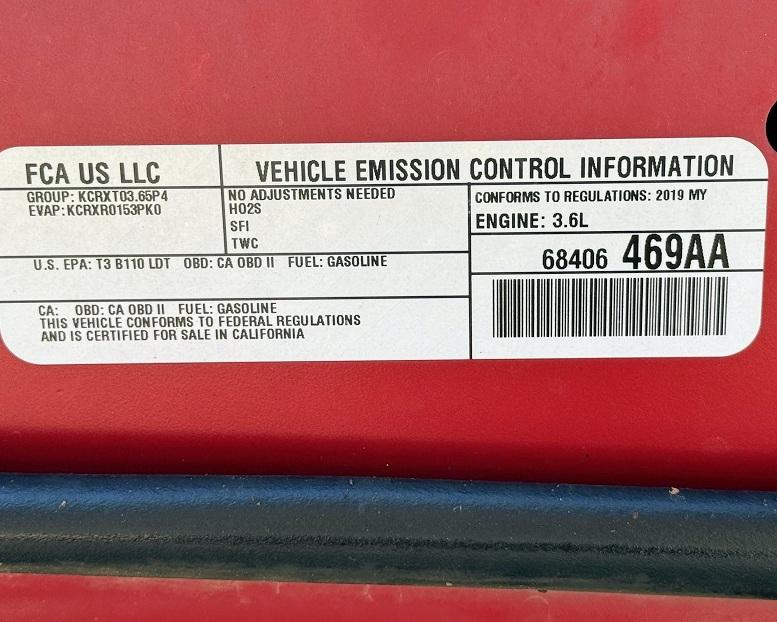 FCA US LLC
VEHICLE EMISSION CONTROL INFORMATION
GROUP: KCRXT03.65P4
EVAP: KCRXR0153PK0
NO ADJUSTMENTS NEEDED
HO2S
SFI
TWC
CONFORMS TO REGULATIONS: 2019 MY
ENGINE: 3.6L
68406 469AA
U.S. EPA: T3 B110 LDT OBD: CA OBD II FUEL: GASOLINE
CA: OBD: CA OBD II FUEL: GASOLINE
THIS VEHICLE CONFORMS TO FEDERAL REGULATIONS
AND IS CERTIFIED FOR SALE IN CALIFORNIA